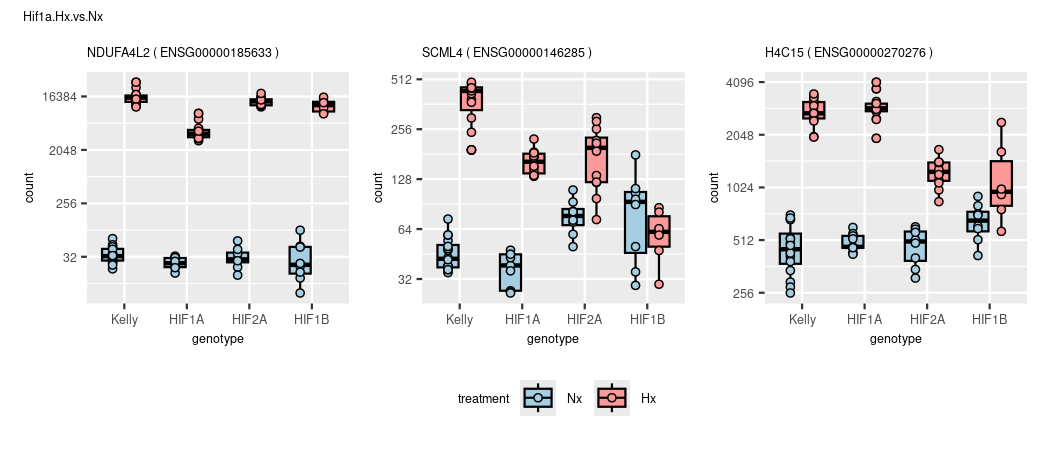 Hif1a.Hx.vs.Nx
NDUFA4L2 ( ENSG00000185633 )
16384
2048
256
32
count
Kelly HIF1A HIF2A HIF1B
genotype
SCML4 ( ENSG00000146285 )
512
256
128
64
32
count
Kelly HIF1A HIF2A HIF1B
genotype
H4C15 ( ENSG00000270276 )
4096
2048
1024
512
256
count
Kelly HIF1A HIF2A HIF1B
genotype
treatment Nx Hx